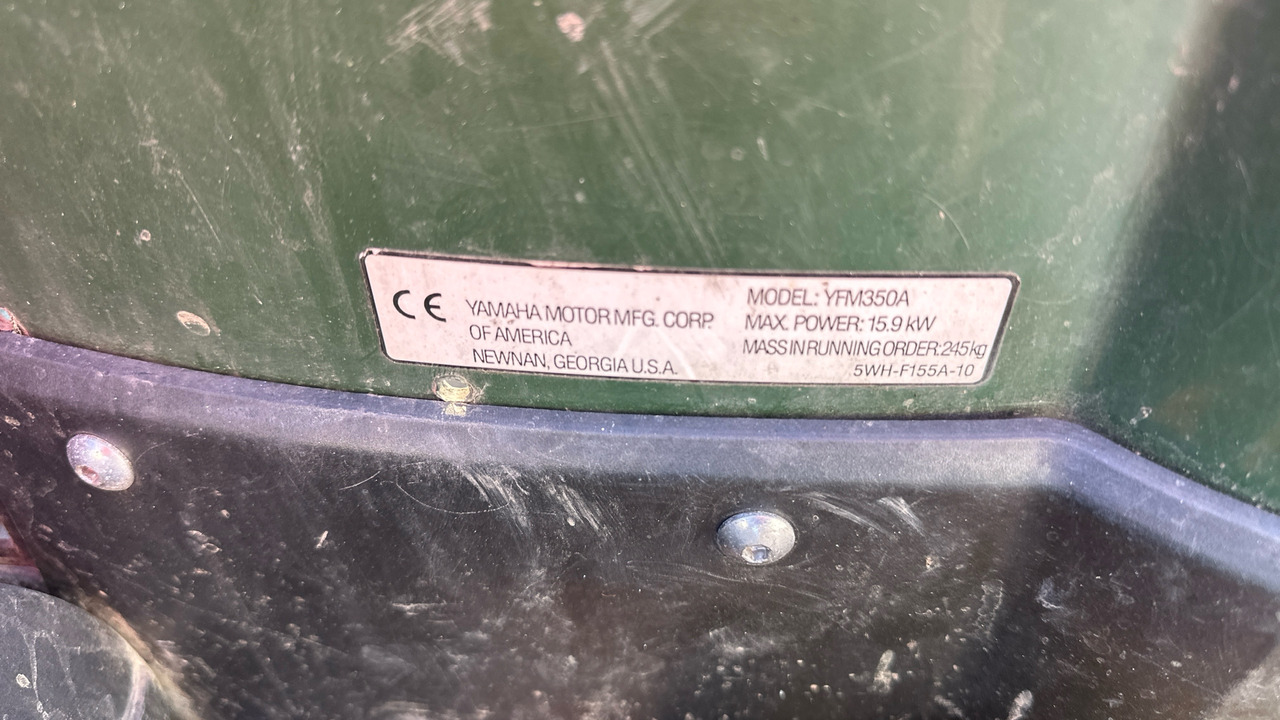 CE
YAMAHA MOTOR MFG. CORP.
OF AMERICA
NEWNAN, GEORGIA U.S.A.
MODEL: YFM350A
MAX. POWER: 15.9 kW
MASS IN RUNNING ORDER: 245 kg
5WH-F155A-10